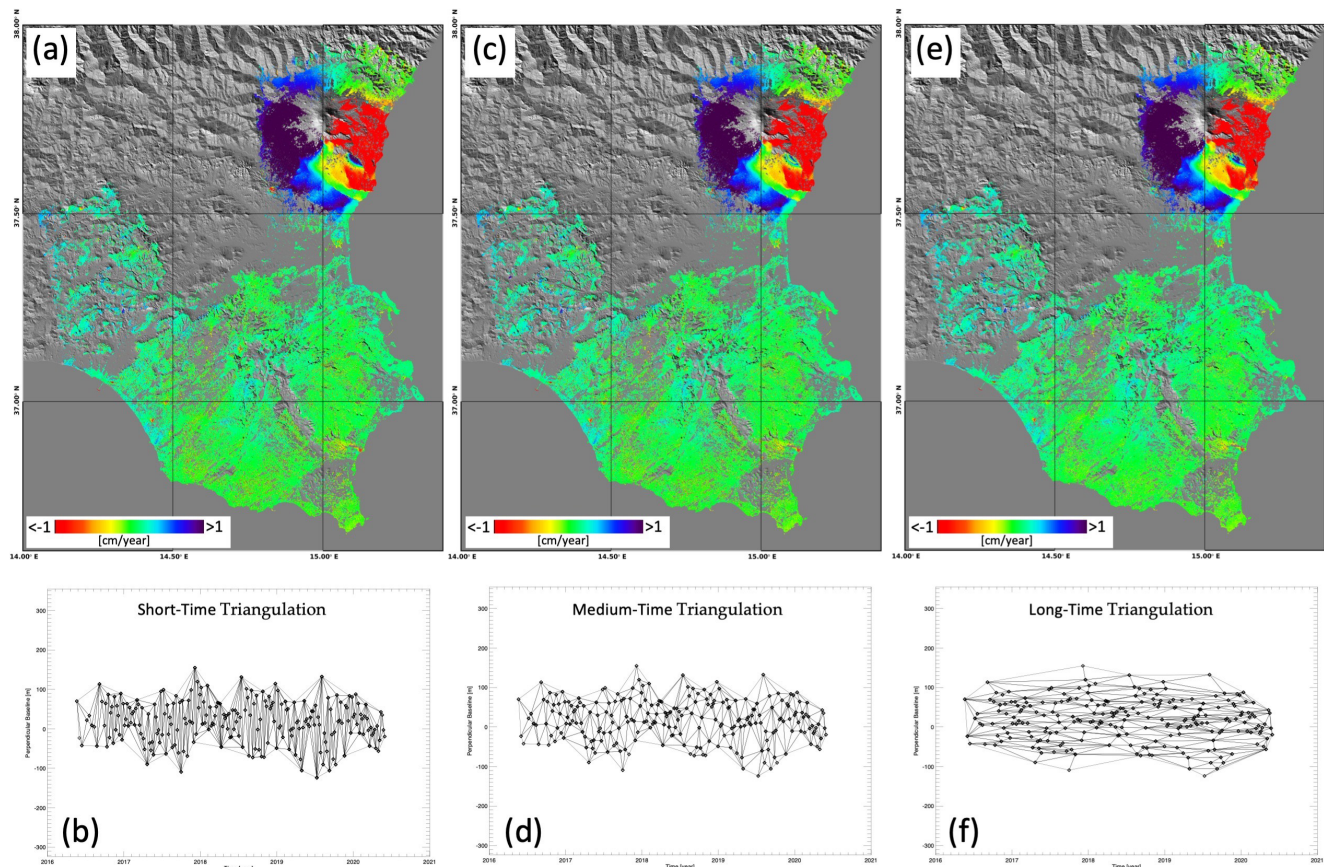 (a)
38.00° N
37.50° N
37.00° N
<-1
>1
[cm/year]
14.00° E
14.50° E
15.00° E
(c)
38.00° N
37.50° N
37.00° N
<-1
>1
[cm/year]
14.00° E
14.50° E
15.00° E
(e)
38.00° N
37.50° N
37.00° N
<-1
>1
[cm/year]
14.00° E
14.50° E
15.00° E
Short-Time Triangulation
Perpendicular Baseline [m]
300
200
100
0
-100
-200
-300
2016
2017
2018
2019
2020
2021
(b)
Medium-Time Triangulation
Perpendicular Baseline [m]
300
200
100
0
-100
-200
-300
2016
2017
2018
2019
2020
2021
(d)
Long-Time Triangulation
Perpendicular Baseline [m]
300
200
100
0
-100
-200
-300
2016
2017
2018
2019
2020
2021
(f)